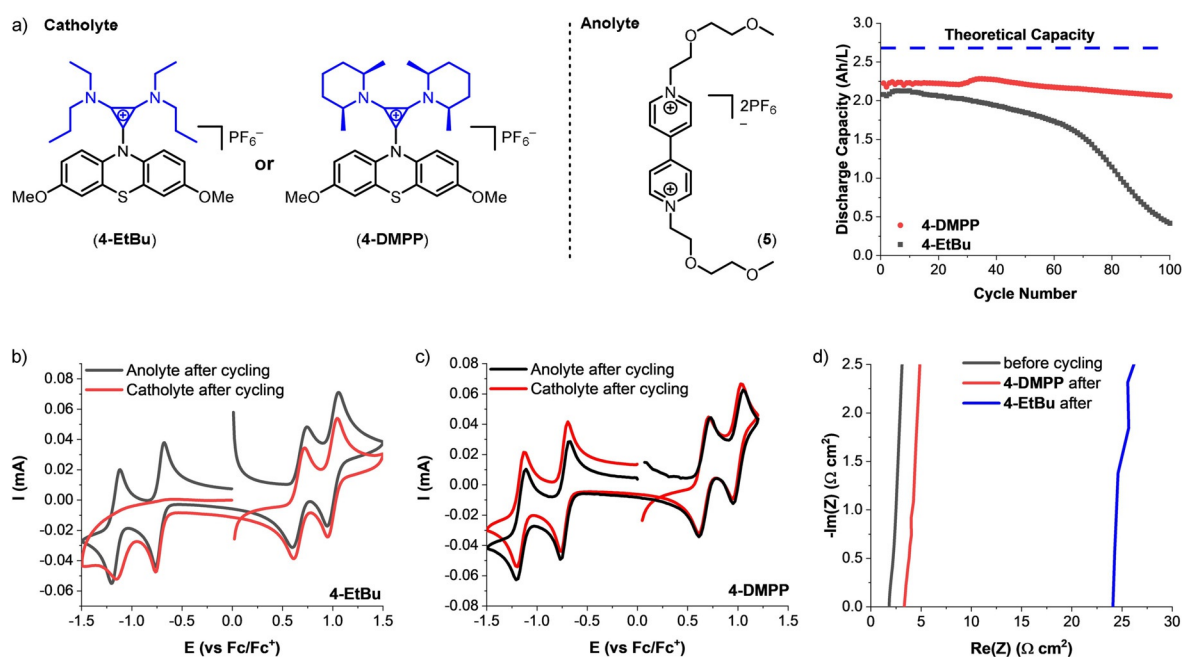 a) Catholyte
Anolyte
N N
N
S
MeO OMe
PF6−
or
N N
N
S
MeO OMe
PF6−
(4-EtBu)
(4-DMPP)
O O
N
N
O
O
2PF6
−
(5)
Theoretical Capacity
4-DMPP
4-EtBu
Discharge Capacity (Ah/L)
3.0
2.5
2.0
1.5
1.0
0.5
0.0
0 20 40 60 80 100
Cycle Number
b)
Anolyte after cycling
Catholyte after cycling
4-EtBu
I (mA)
0.08
0.06
0.04
0.02
0.00
-0.02
-0.04
-0.06
-1.5 -1.0 -0.5 0.0 0.5 1.0 1.5
E (vs Fc/Fc+)
c)
Anolyte after cycling
Catholyte after cycling
4-DMPP
I (mA)
0.08
0.06
0.04
0.02
0.00
-0.02
-0.04
-0.06
-0.08
-1.5 -1.0 -0.5 0.0 0.5 1.0 1.5
E (vs Fc/Fc+)
d)
before cycling
4-DMPP after
4-EtBu after
-Im(Z) (Ω cm2)
2.5
2.0
1.5
1.0
0.5
0.0
0 5 10 15 20 25 30
Re(Z) (Ω cm2)